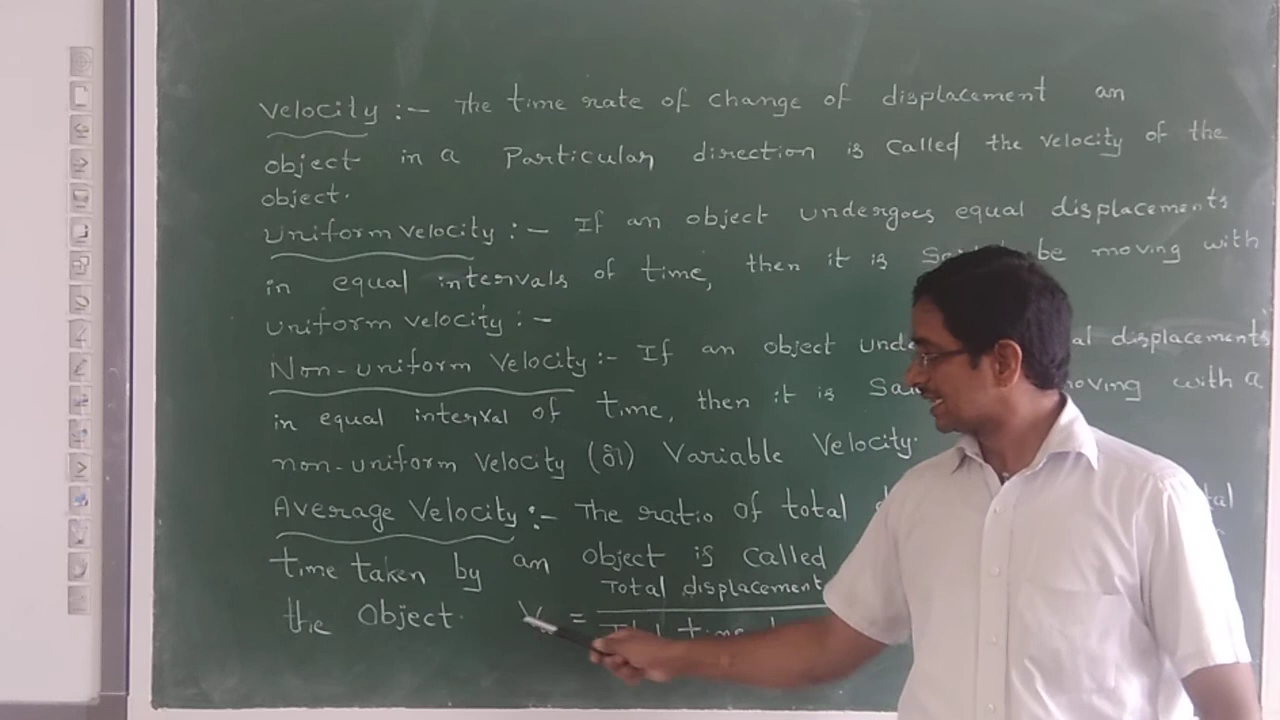 Velocity :- The time rate of change of displacement an
object in a Particular direction is Called the velocity of the
object.
Uniform velocity :- If an object undergoes equal displacements
in equal intervals of time, then it is be moving with
uniform velocity :-
Non-uniform Velocity :- If an object displacements
in equal interval of time, then it is moving with a
non-uniform Velocity (or) Variable Velocity.
Average Velocity :- The ratio of total
time taken by an object is called
Total displacement
the Object. =